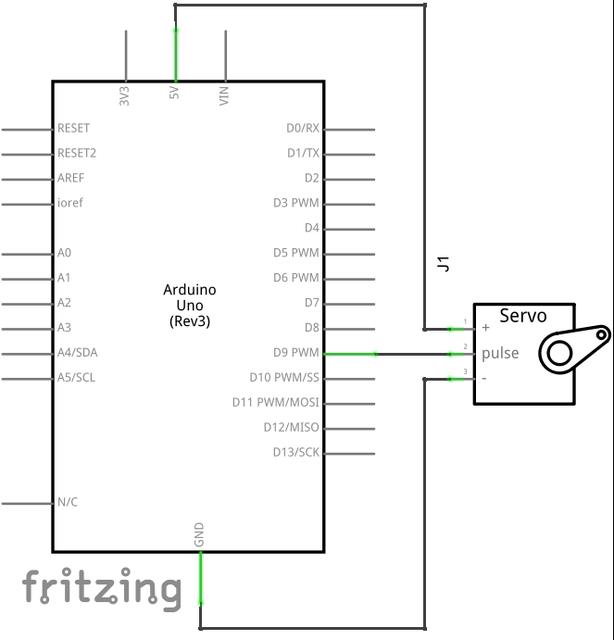 3V3
5V
VIN
RESET
RESET2
AREF
ioref
A0
A1
A2
A3
A4/SDA
A5/SCL
N/C
Arduino
Uno
(Rev3)
D0/RX
D1/TX
D2
D3 PWM
D4
D5 PWM
D6 PWM
D7
D8
D9 PWM
D10 PWM/SS
D11 PWM/MOSI
D12/MISO
D13/SCK
GND
J1
Servo
1 +
2 pulse
3 -
fritzing